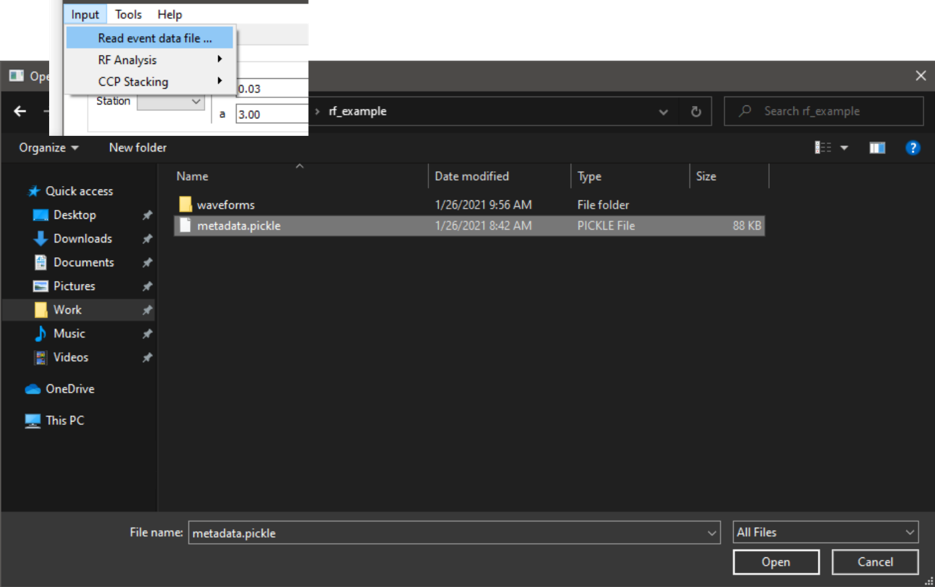 Input Tools Help
Read event data file ...
RF Analysis
CCP Stacking
Station
0.03
a 3.00
Ope
rf_example
Search rf_example
Organize New folder
Name Date modified Type Size
waveforms 1/26/2021 9:56 AM File folder
metadata.pickle 1/26/2021 8:42 AM PICKLE File 88 KB
Quick access
Desktop
Downloads
Documents
Pictures
Work
Music
Videos
OneDrive
This PC
File name: metadata.pickle All Files
Open Cancel